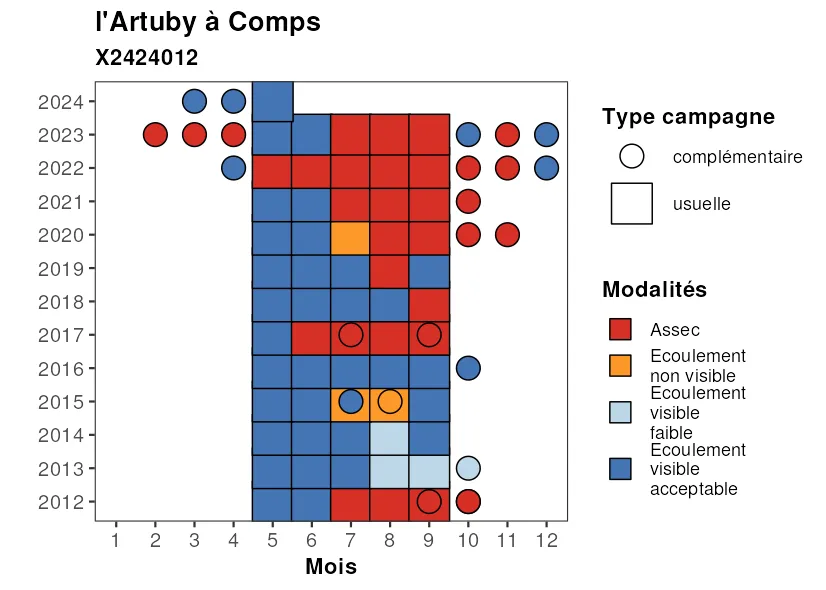 l'Artuby à Comps
X2424012
2024
2023
2022
2021
2020
2019
2018
2017
2016
2015
2014
2013
2012
1 2 3 4 5 6 7 8 9 10 11 12
Mois
Type campagne
complémentaire
usuelle
Modalités
Assec
Ecoulement
non visible
Ecoulement
visible
faible
Ecoulement
visible
acceptable